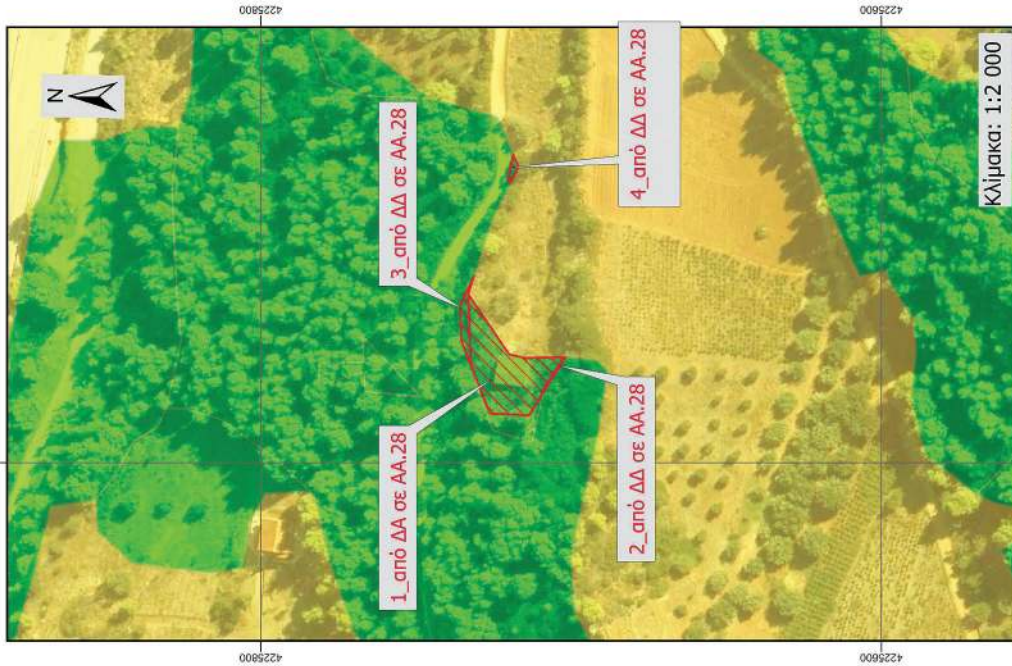 4225800
N
3_από ΔΔ σε ΑΑ.28
4_από ΔΔ σε ΑΑ.28
1_από ΔΑ σε ΑΑ.28
2_από ΔΔ σε ΑΑ.28
4225600
Κλίμακα: 1:2 000
4225800
4225600